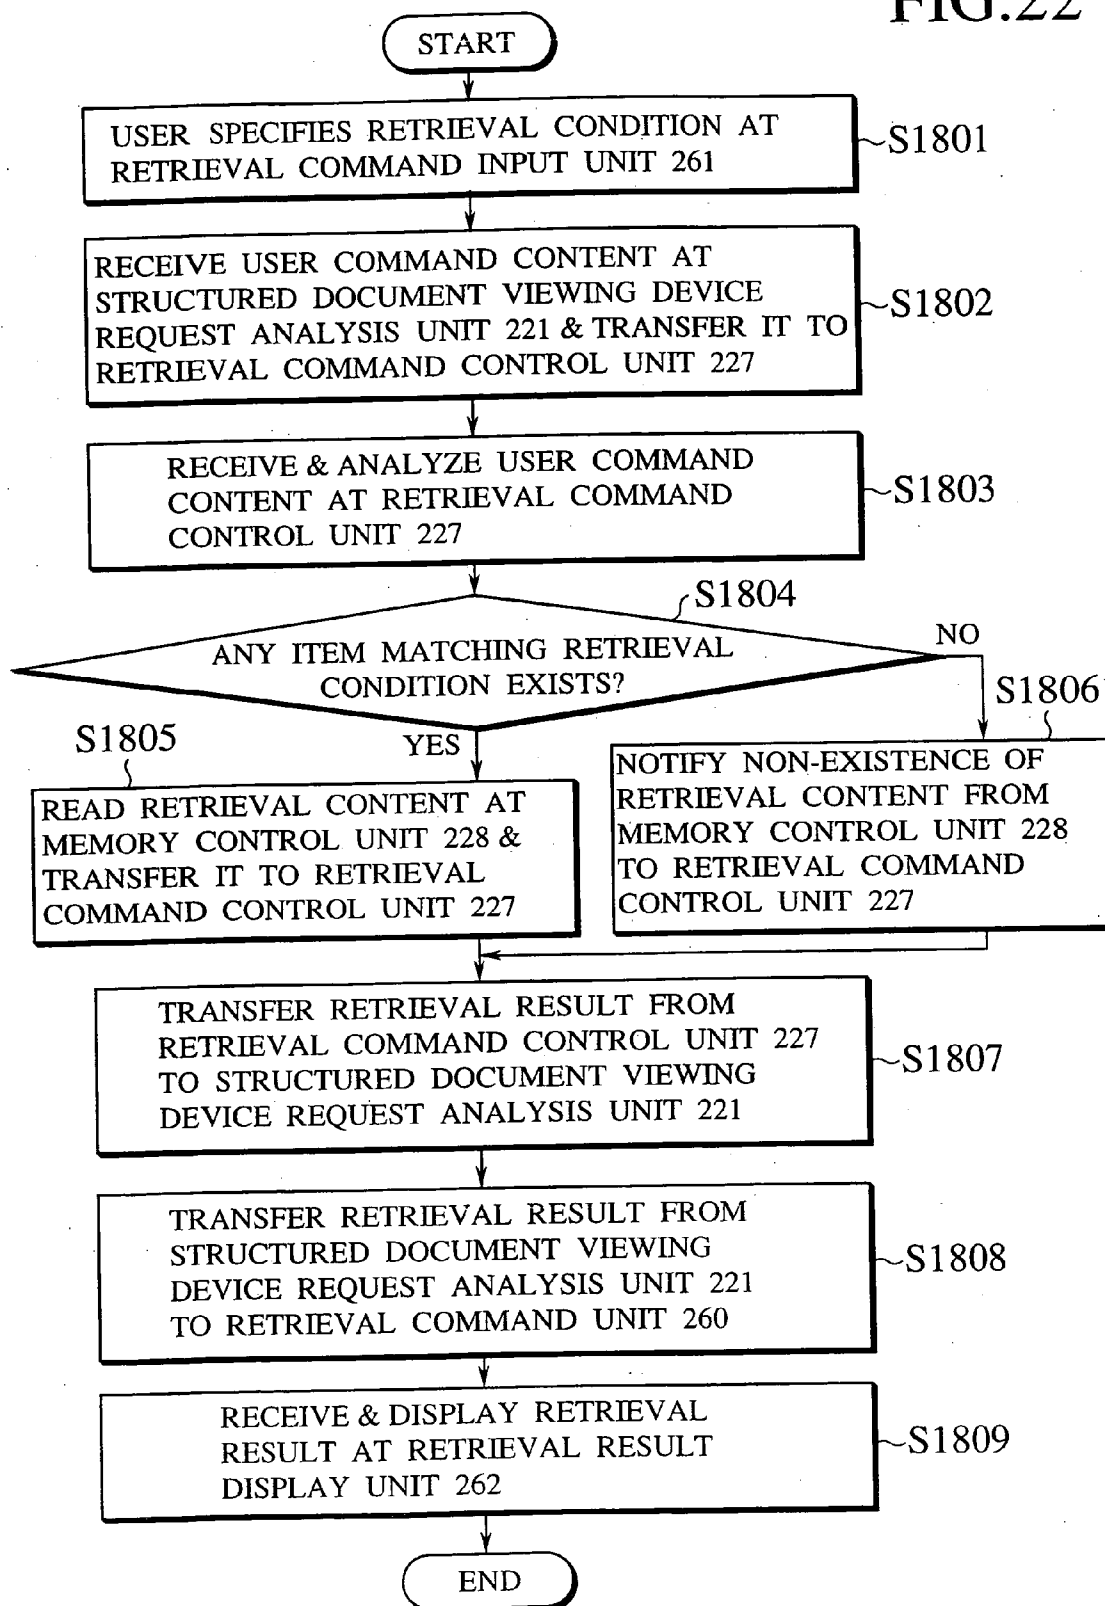 FIG.22
START
USER SPECIFIES RETRIEVAL CONDITION AT
RETRIEVAL COMMAND INPUT UNIT 261
S1801
RECEIVE USER COMMAND CONTENT AT
STRUCTURED DOCUMENT VIEWING DEVICE
REQUEST ANALYSIS UNIT 221 & TRANSFER IT TO
RETRIEVAL COMMAND CONTROL UNIT 227
S1802
RECEIVE & ANALYZE USER COMMAND
CONTENT AT RETRIEVAL COMMAND
CONTROL UNIT 227
S1803
S1804
ANY ITEM MATCHING RETRIEVAL
CONDITION EXISTS?
NO
YES
S1805
READ RETRIEVAL CONTENT AT
MEMORY CONTROL UNIT 228 &
TRANSFER IT TO RETRIEVAL
COMMAND CONTROL UNIT 227
S1806
NOTIFY NON-EXISTENCE OF
RETRIEVAL CONTENT FROM
MEMORY CONTROL UNIT 228
TO RETRIEVAL COMMAND
CONTROL UNIT 227
TRANSFER RETRIEVAL RESULT FROM
RETRIEVAL COMMAND CONTROL UNIT 227
TO STRUCTURED DOCUMENT VIEWING
DEVICE REQUEST ANALYSIS UNIT 221
S1807
TRANSFER RETRIEVAL RESULT FROM
STRUCTURED DOCUMENT VIEWING
DEVICE REQUEST ANALYSIS UNIT 221
TO RETRIEVAL COMMAND UNIT 260
S1808
RECEIVE & DISPLAY RETRIEVAL
RESULT AT RETRIEVAL RESULT
DISPLAY UNIT 262
S1809
END